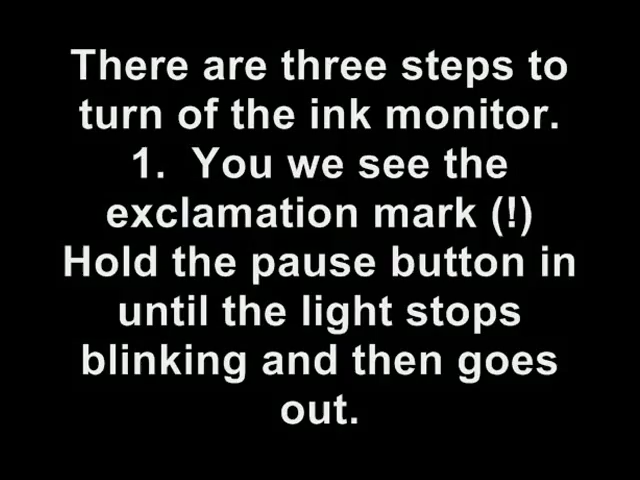 There are three steps to
turn of the ink monitor.
1.  You we see the
exclamation mark (!)
Hold the pause button in
until the light stops
blinking and then goes
out.